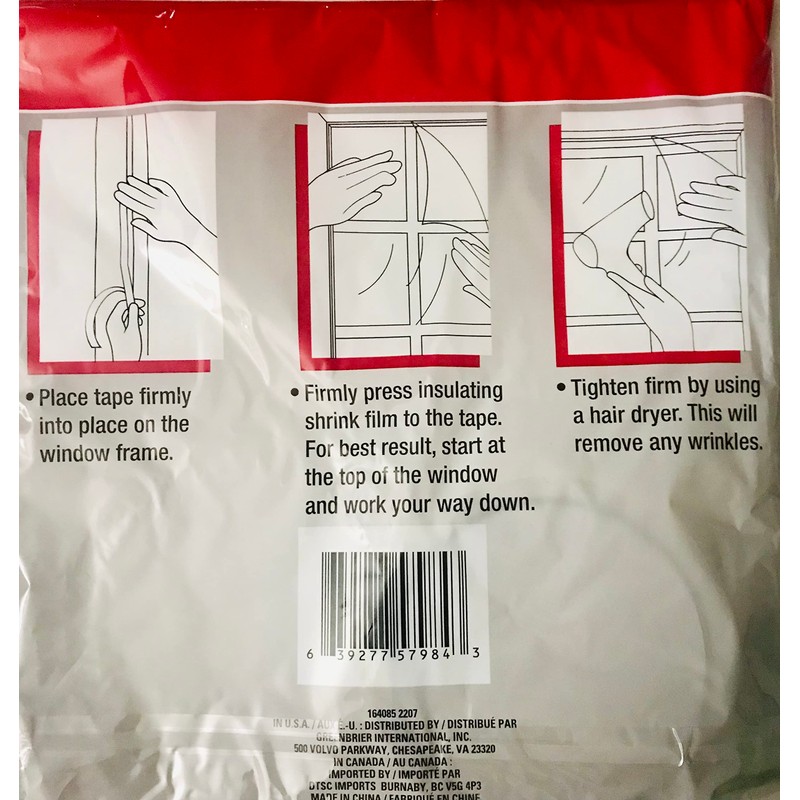 • Place tape firmly
into place on the
window frame.
• Firmly press insulating
shrink film to the tape.
For best result, start at
the top of the window
and work your way down.
• Tighten firm by using
a hair dryer. This will
remove any wrinkles.
6 39277 57984 3
164085 2207
IN U.S.A. / AU É.-U. : DISTRIBUTED BY / DISTRIBUÉ PAR
GREENBRIER INTERNATIONAL, INC.
500 VOLVO PARKWAY, CHESAPEAKE, VA 23320
IN CANADA / AU CANADA :
IMPORTED BY / IMPORTÉ PAR
DTSC IMPORTS BURNABY, BC V5G 4P3
MADE IN CHINA / FABRIQUÉ EN CHINE